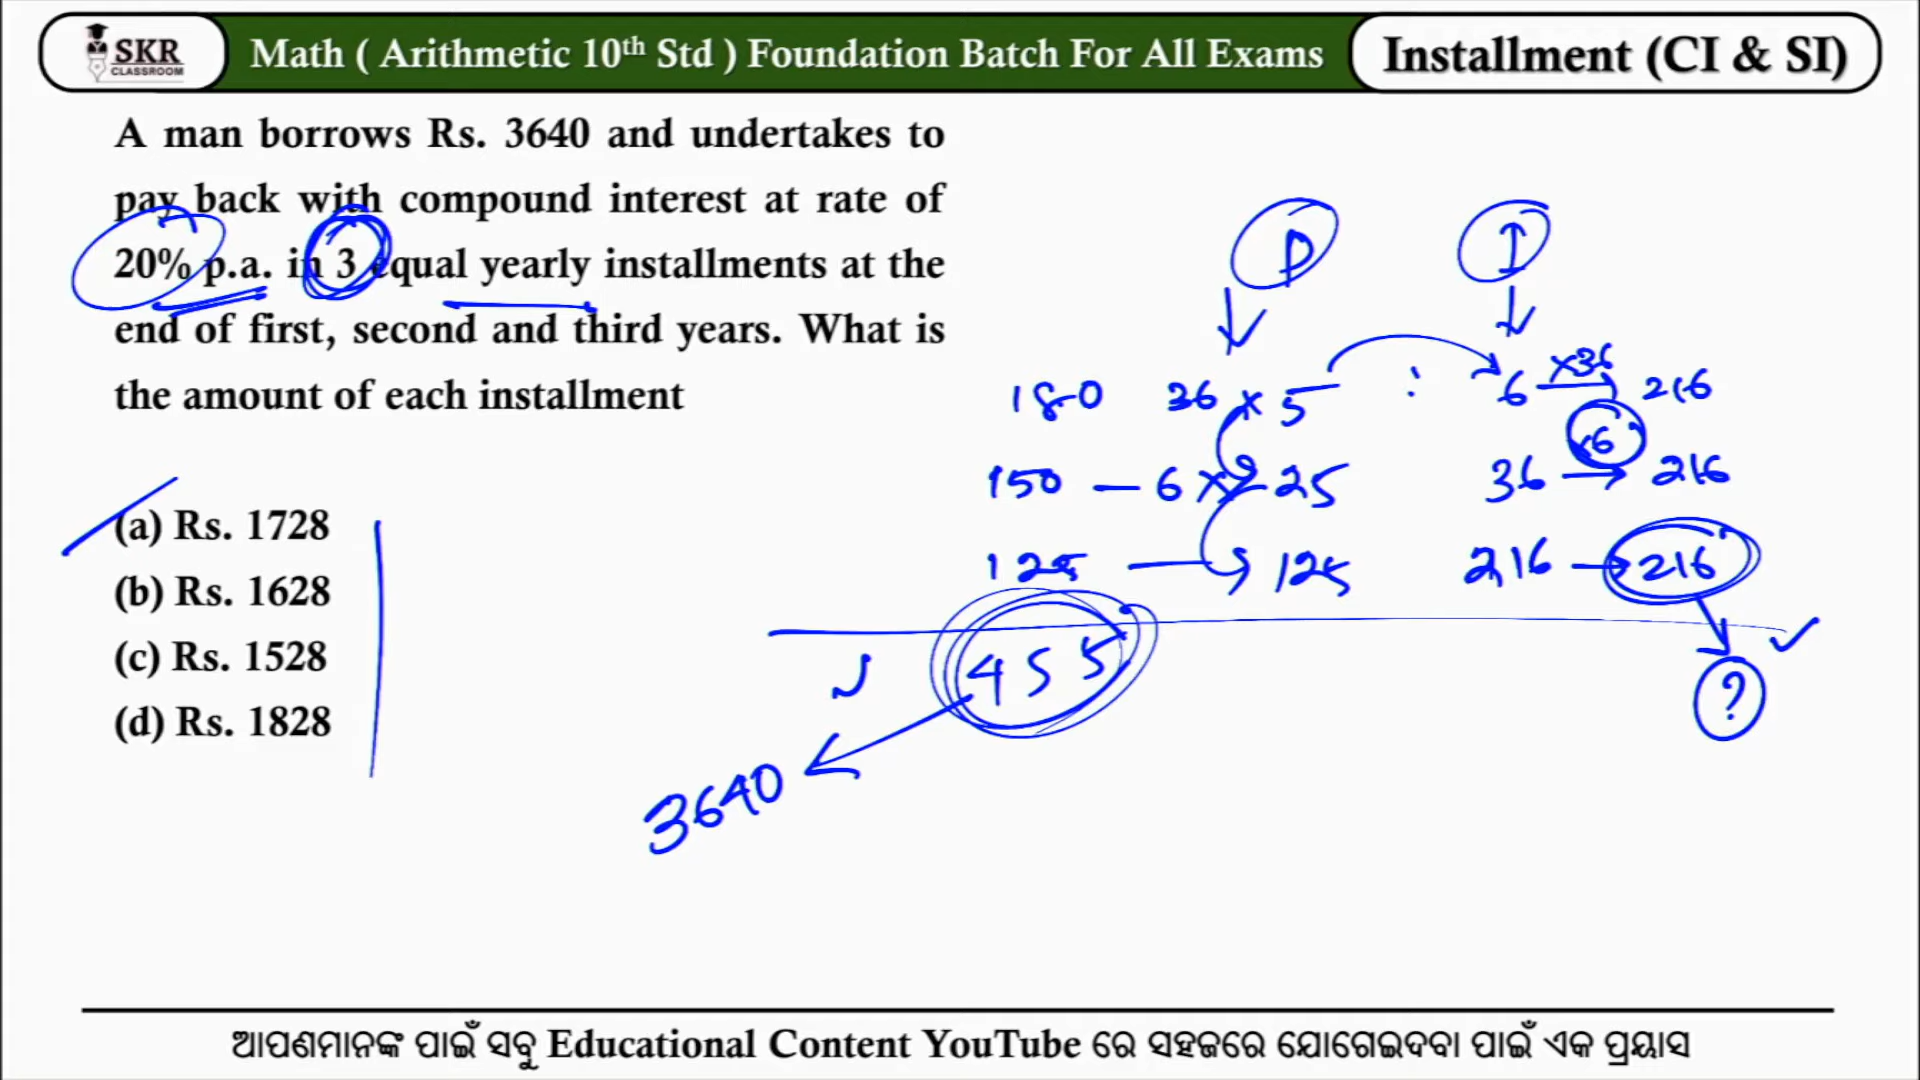 SKR
CLASSROOM
Math ( Arithmetic 10th Std ) Foundation Batch For All Exams
Installment (CI & SI)
A man borrows Rs. 3640 and undertakes to
pay back with compound interest at rate of
20% p.a. in 3 equal yearly installments at the
end of first, second and third years. What is
the amount of each installment
(a) Rs. 1728
(b) Rs. 1628
(c) Rs. 1528
(d) Rs. 1828
P I
180 36 × 5 : 6 ×36 216
150 — 6 × 25 36 ×6 → 216
125 — 125 216 → 216
455 ?
3640
ଆପଣମାନଙ୍କ ପାଇଁ ସବୁ Educational Content YouTube ରେ ସହଜରେ ଯୋଗେଇଦବା ପାଇଁ ଏକ ପ୍ରୟାସ